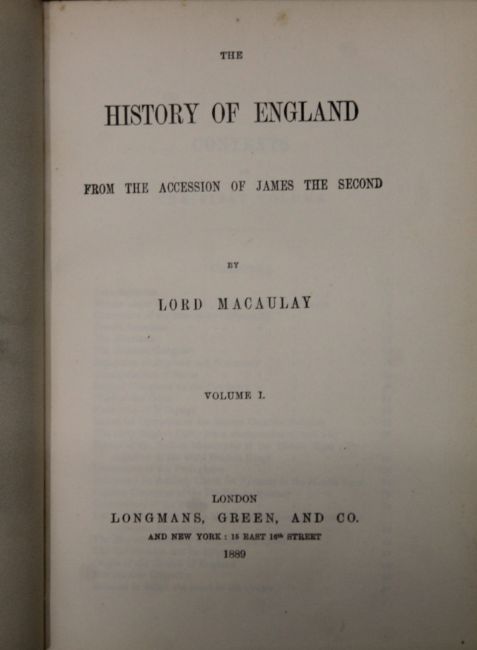 THE
HISTORY OF ENGLAND
FROM THE ACCESSION OF JAMES THE SECOND
BY
LORD MACAULAY
VOLUME I.
LONDON
LONGMANS, GREEN, AND CO.
AND NEW YORK : 15 EAST 16th STREET
1889